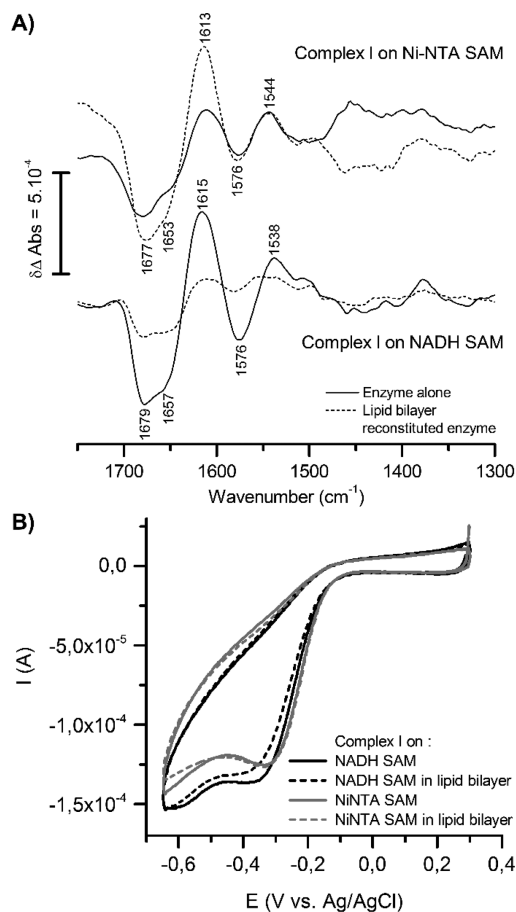 A)
1613
Complex I on Ni-NTA SAM
1544
1576
1653
1677
1615
1538
δΔ Abs = 5.10-4
1576
Complex I on NADH SAM
1657
1679
Enzyme alone
Lipid bilayer
reconstituted enzyme
1700 1600 1500 1400 1300
Wavenumber (cm-1)
B)
0,0
-5,0x10-5
-1,0x10-4
-1,5x10-4
I (A)
Complex I on :
NADH SAM
NADH SAM in lipid bilayer
NiNTA SAM
NiNTA SAM in lipid bilayer
-0,6 -0,4 -0,2 0,0 0,2 0,4
E (V vs. Ag/AgCl)